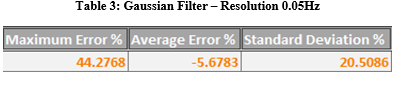 Table 3: Gaussian Filter – Resolution 0.05Hz
Maximum Error % Average Error % Standard Deviation %
44.2768 -5.6783 20.5086